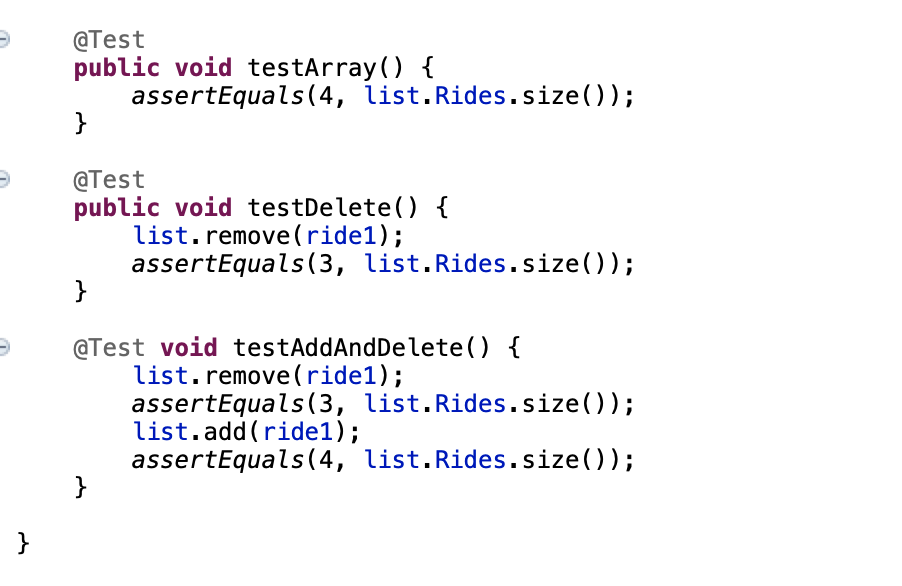 @Test
public void testArray() {
assertEquals(4, list.Rides.size());
}
@Test
public void testDelete() {
list.remove(ride1);
assertEquals(3, list.Rides.size());
}
@Test void testAddAndDelete() {
list.remove(ride1);
assertEquals(3, list.Rides.size());
list.add(ride1);
assertEquals(4, list.Rides.size());
}
}